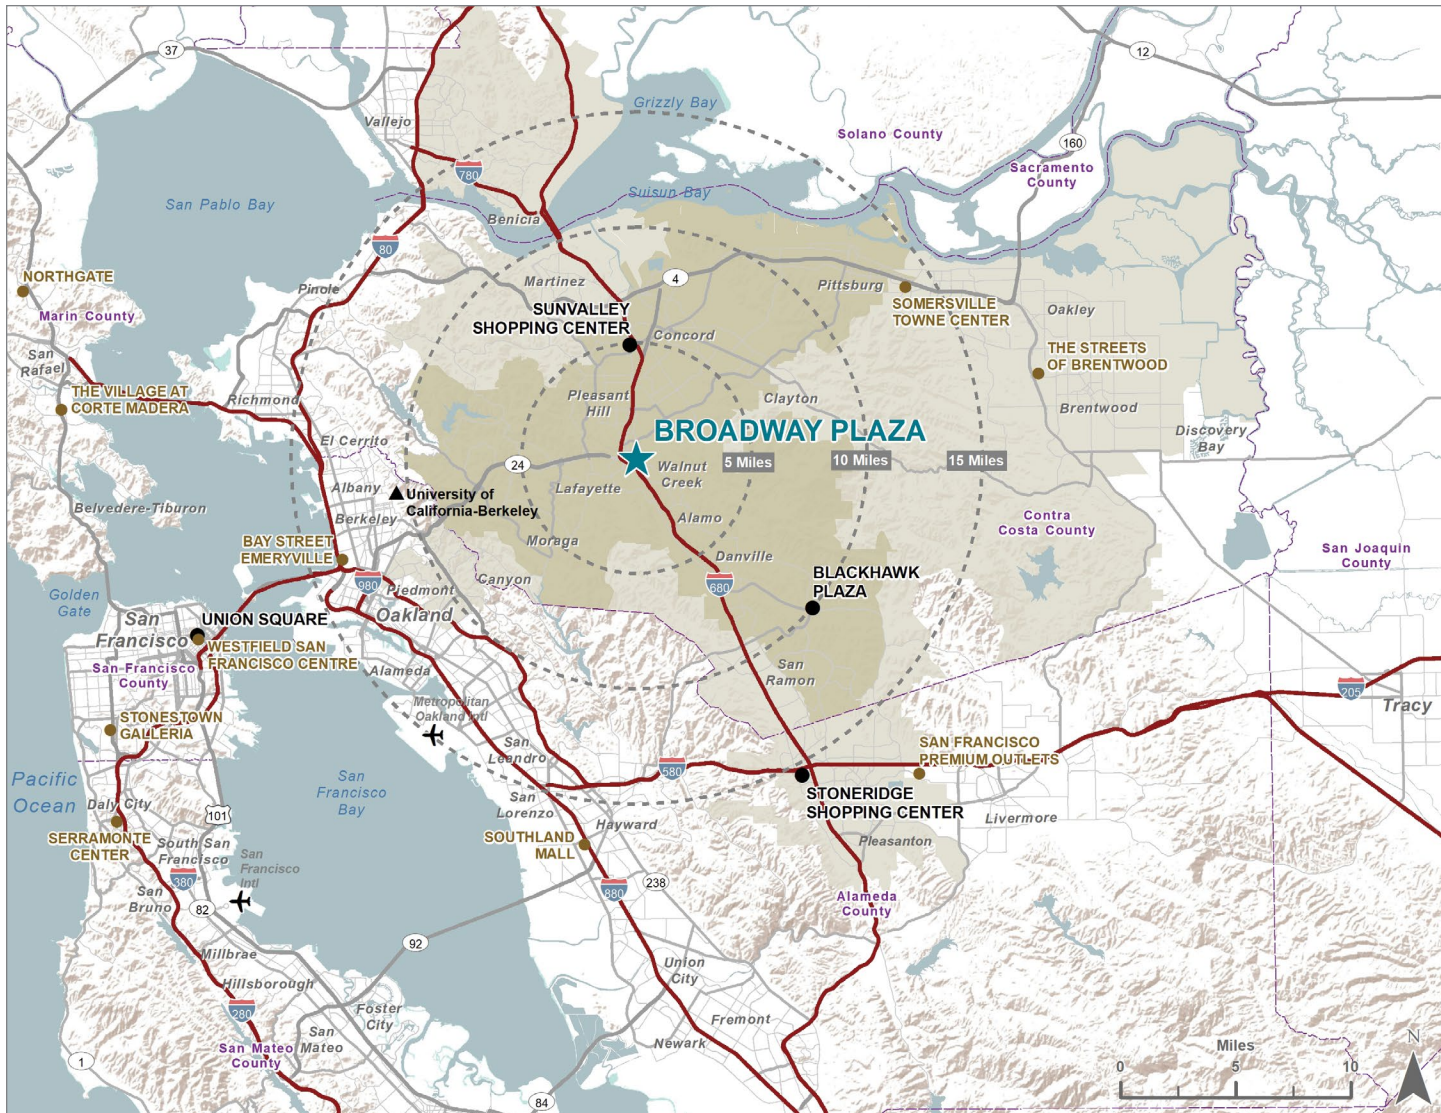 37
12
Grizzly Bay
Vallejo
Solano County
160
Sacramento
County
780
San Pablo Bay
Suisun Bay
Benicia
80
NORTHGATE
Martinez
4
Pittsburg
Pinole
SUNVALLEY
SHOPPING CENTER
SOMERSVILLE
TOWNE CENTER
Oakley
Marin County
Concord
San
Rafael
THE STREETS
OF BRENTWOOD
THE VILLAGE AT
CORTE MADERA
Richmond
Pleasant
Hill
Clayton
Brentwood
El Cerrito
BROADWAY PLAZA
Discovery
Bay
24
5 Miles
10 Miles
15 Miles
Walnut
Creek
Albany
Lafayette
University of
California-Berkeley
Belvedere-Tiburon
Berkeley
Alamo
Contra
Costa County
BAY STREET
EMERYVILLE
Moraga
Danville
San Joaquin
County
Golden
Gate
980
Piedmont
Canyon
680
BLACKHAWK
PLAZA
San
Francisco
UNION SQUARE
Oakland
WESTFIELD SAN
FRANCISCO CENTRE
San Francisco
County
Alameda
San
Ramon
205
Tracy
Metropolitan
Oakland Intl
STONESTOWN
GALLERIA
San
Leandro
SAN FRANCISCO
PREMIUM OUTLETS
Pacific
Ocean
San
Francisco
Bay
580
STONERIDGE
SHOPPING CENTER
Daly City
101
San
Lorenzo
Hayward
Livermore
SERRAMONTE
CENTER
South San
Francisco
SOUTHLAND
MALL
Pleasanton
San
Francisco
Intl
380
San
Bruno
82
880
238
Alameda
County
92
Millbrae
Union
City
Hillsborough
280
Foster
City
Fremont
San
Mateo
Newark
San Mateo
County
1
84
Miles
0
5
10
N